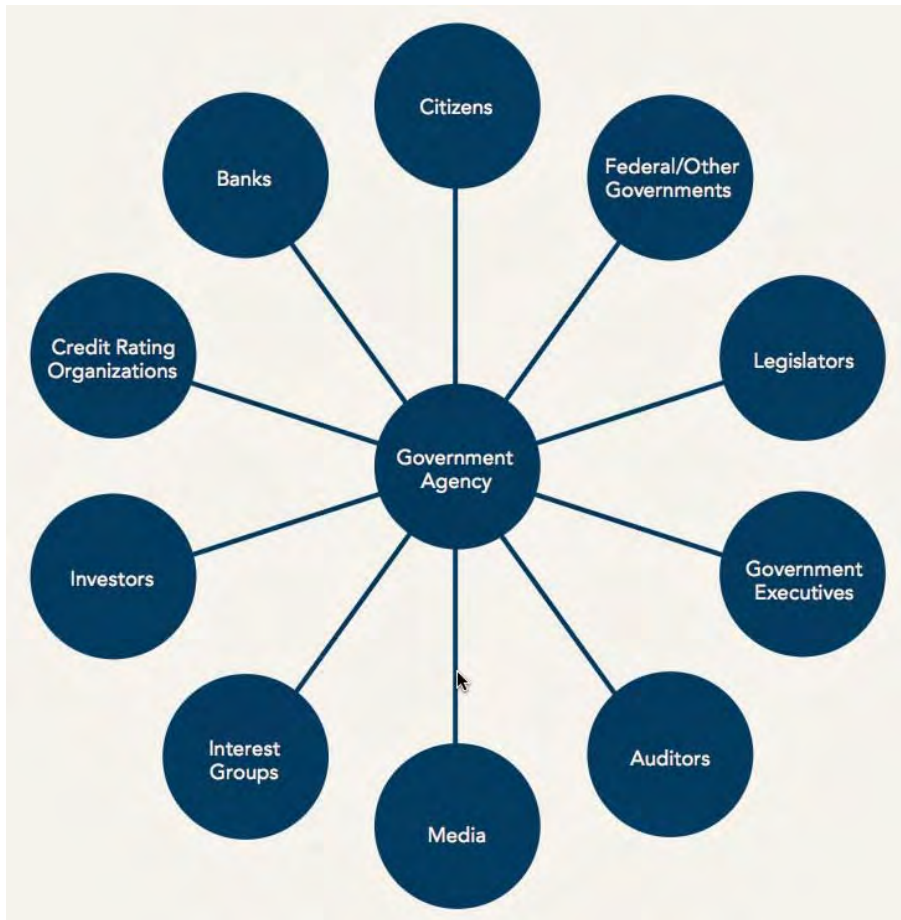 Citizens
Banks
Federal/Other
Governments
Credit Rating
Organizations
Legislators
Government
Agency
Investors
Government
Executives
Interest
Groups
Auditors
Media